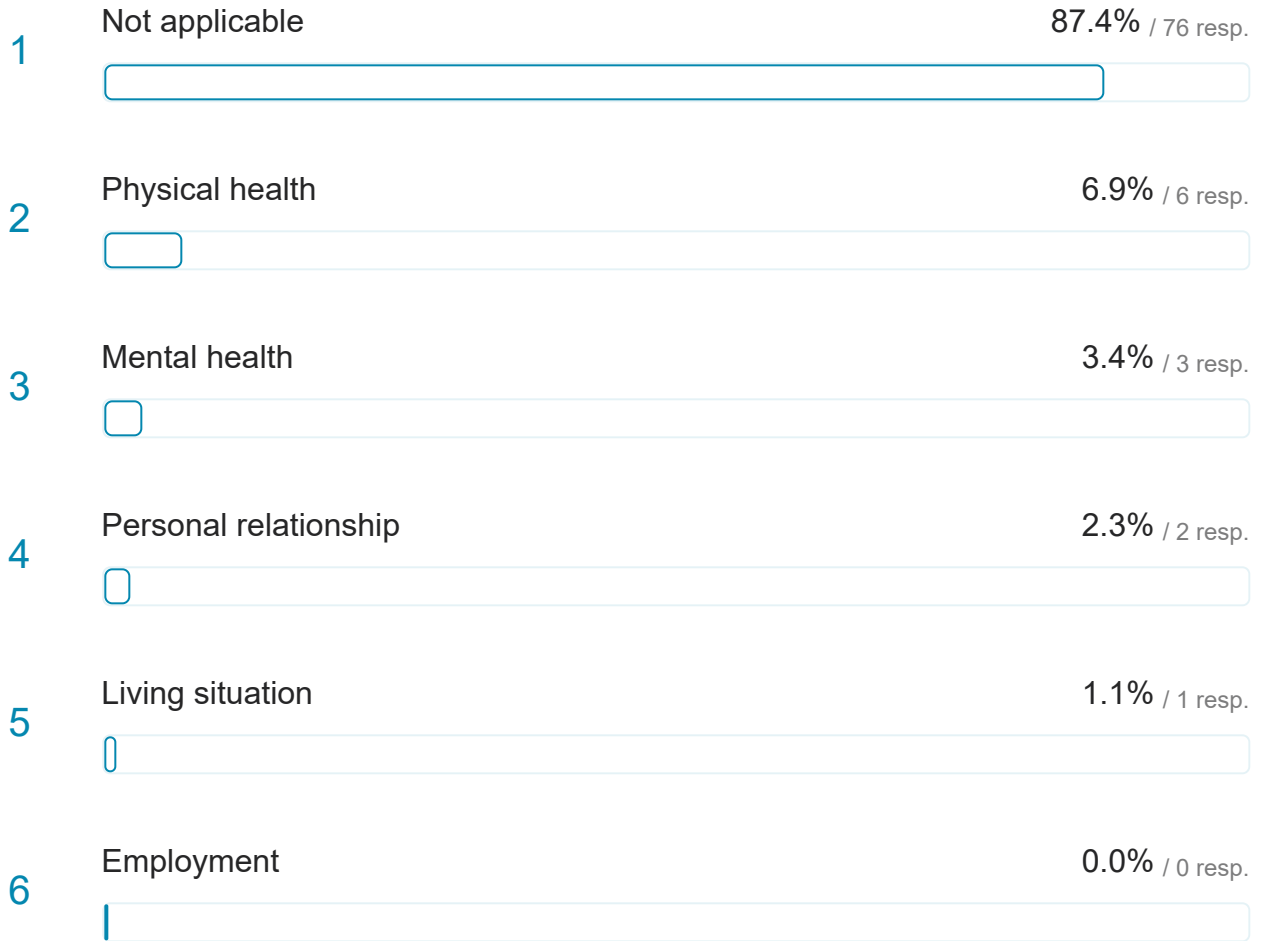 1 Not applicable 87.4% / 76 resp.
2 Physical health 6.9% / 6 resp.
3 Mental health 3.4% / 3 resp.
4 Personal relationship 2.3% / 2 resp.
5 Living situation 1.1% / 1 resp.
6 Employment 0.0% / 0 resp.